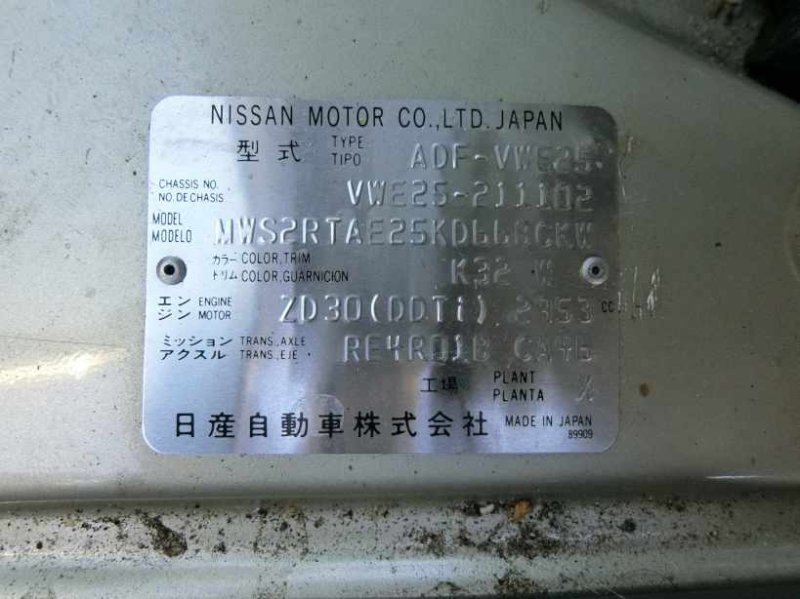 NISSAN MOTOR CO.,LTD. JAPAN
型式 TYPE TIPO ADF-VWE25
CHASSIS NO. NO.DE CHASIS VWE25-211102
MODEL MODELO
カラー COLOR,TRIM トリム COLOR,GUARNICION K32 W
エンジン ENGINE MOTOR ZD30(DDTi) 2953 cc
ミッション TRANS.,AXLE アクスル TRANS.,EJE RE4R01B CA46
工場 PLANT PLANTA X
日産自動車株式会社 MADE IN JAPAN
89909